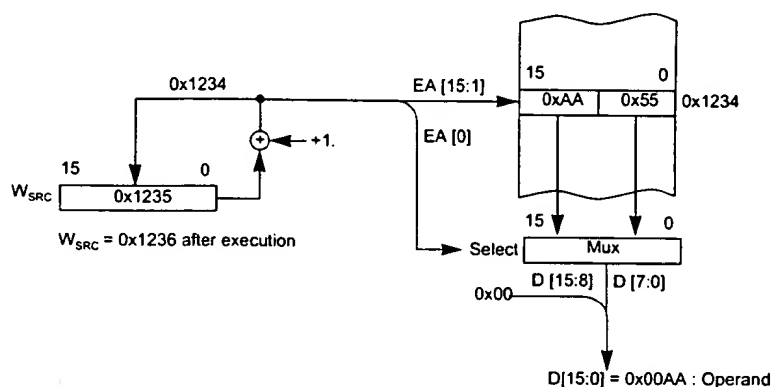 15 0
0x1234
EA [15:1]
0xAA 0x55 0x1234
EA [0]
+ +1.
15 0
W_SRC 0x1235
W_SRC = 0x1236 after execution
15 0
Select Mux
D [15:8] D [7:0]
0x00
D[15:0] = 0x00AA : Operand